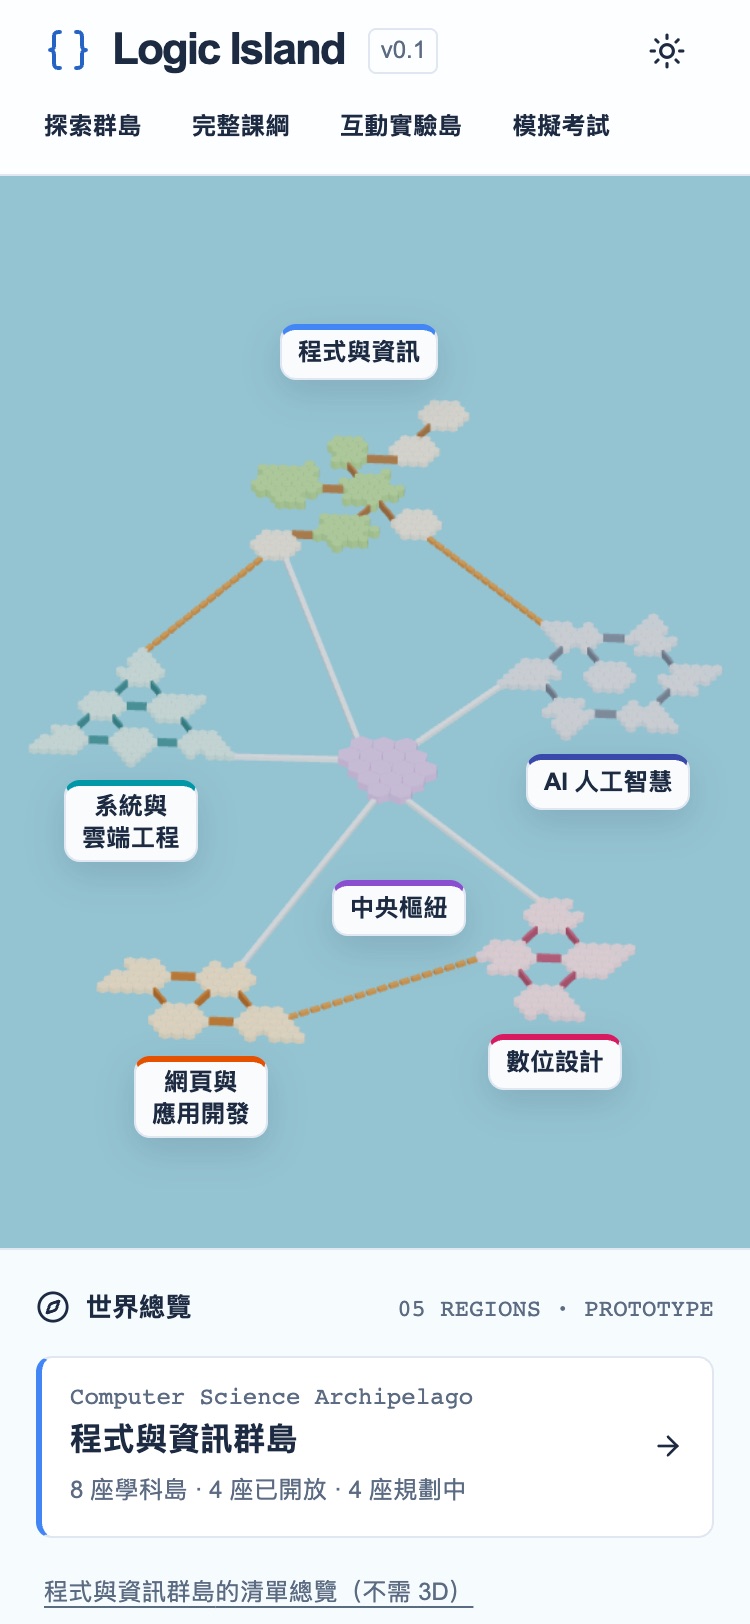 { } Logic Island v0.1
探索群島 完整課綱 互動實驗島 模擬考試
程式與資訊
AI 人工智慧
系統與
雲端工程
中央樞紐
數位設計
網頁與
應用開發
世界總覽 05 REGIONS · PROTOTYPE
Computer Science Archipelago
程式與資訊群島
8 座學科島 · 4 座已開放 · 4 座規劃中
程式與資訊群島的清單總覽（不需 3D）